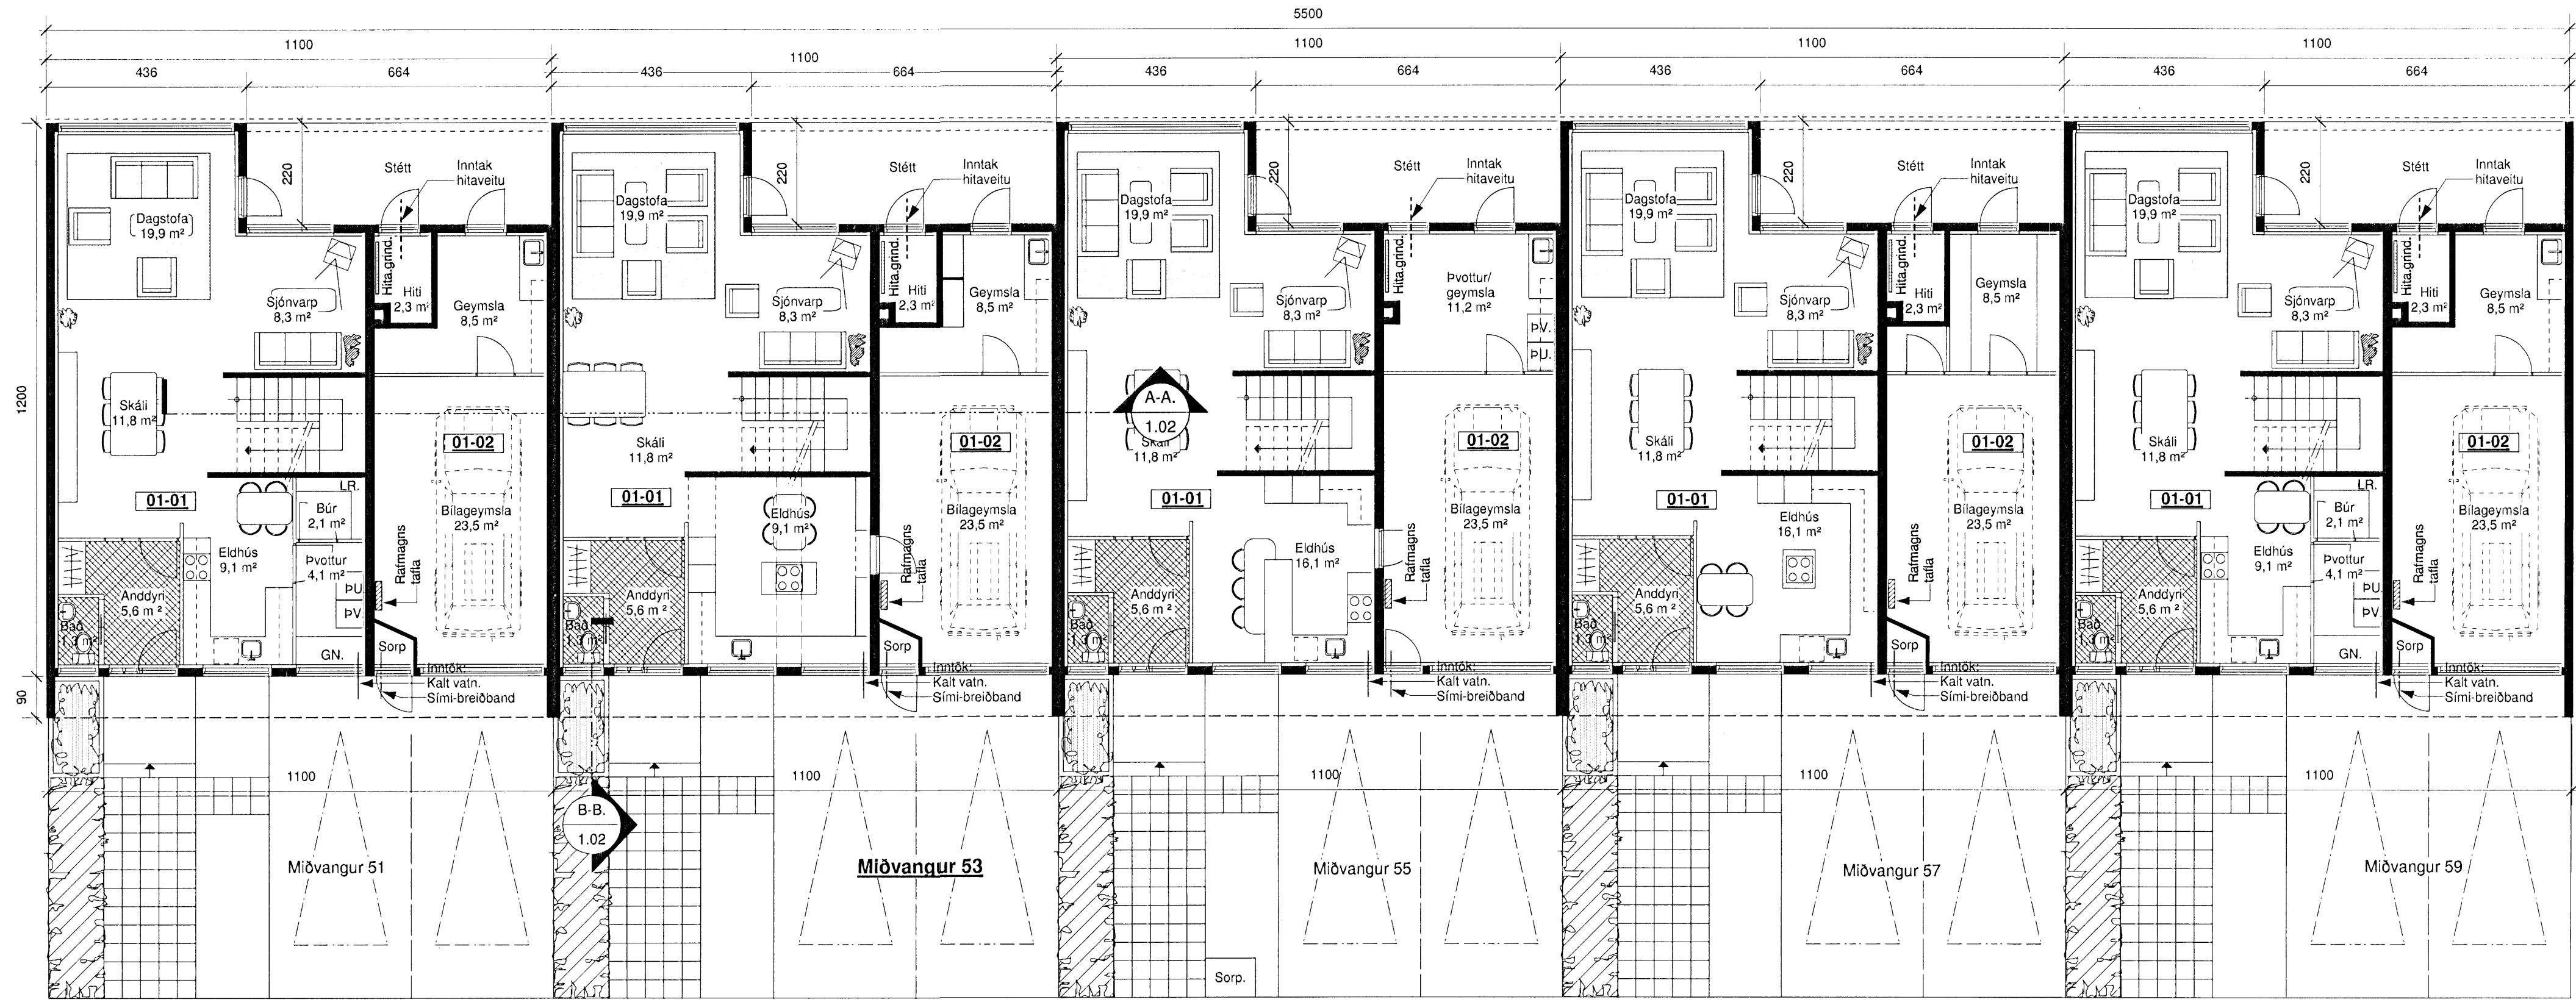 5500
1100
1100
1100
1100
1100
436
664
436
664
436
664
436
664
436
664
1200
90
220
Stétt
Inntak
hitaveitu
Dagstofa
19,9 m²
Hita.grind.
Hiti
2,3 m²
Geymsla
8,5 m²
Sjónvarp
8,3 m²
Skáli
11,8 m²
01-02
01-01
LR.
Búr
2,1 m²
Bílageymsla
23,5 m²
Eldhús
9,1 m²
Þvottur
4,1 m²
ÞU.
ÞV.
Rafmagns
tafla
Anddyri
5,6 m²
Bað
GN.
Sorp
Inntök:
Kalt vatn.
Sími-breiðband
1100
Miðvangur 51
220
Stétt
Inntak
hitaveitu
Dagstofa
19,9 m²
Hita.grind.
Hiti
2,3 m²
Geymsla
8,5 m²
Sjónvarp
8,3 m²
Skáli
11,8 m²
01-02
01-01
Eldhús
9,1 m²
Bílageymsla
23,5 m²
Rafmagns
tafla
Anddyri
5,6 m²
Bað
Sorp
Inntök:
Kalt vatn.
Sími-breiðband
1100
B-B.
1.02
Miðvangur 53
220
Stétt
Inntak
hitaveitu
Dagstofa
19,9 m²
Hita.grind.
Þvottur/
geymsla
11,2 m²
Sjónvarp
8,3 m²
ÞV.
ÞU.
A-A.
1.02
Skáli
11,8 m²
01-02
01-01
Bílageymsla
23,5 m²
Eldhús
16,1 m²
Rafmagns
tafla
Anddyri
5,6 m²
Bað
Inntök:
Kalt vatn.
Sími-breiðband
1100
Miðvangur 55
Sorp.
220
Stétt
Inntak
hitaveitu
Dagstofa
19,9 m²
Hita.grind.
Hiti
2,3 m²
Geymsla
8,5 m²
Sjónvarp
8,3 m²
Skáli
11,8 m²
01-02
01-01
Eldhús
16,1 m²
Bílageymsla
23,5 m²
Rafmagns
tafla
Anddyri
5,6 m²
Bað
Sorp
Inntök:
Kalt vatn.
Sími-breiðband
1100
Miðvangur 57
220
Stétt
Inntak
hitaveitu
Dagstofa
19,9 m²
Hita.grind.
Hiti
2,3 m²
Geymsla
8,5 m²
Sjónvarp
8,3 m²
Skáli
11,8 m²
01-02
01-01
LR.
Búr
2,1 m²
Bílageymsla
23,5 m²
Eldhús
9,1 m²
Þvottur
4,1 m²
ÞU.
ÞV.
Rafmagns
tafla
Anddyri
5,6 m²
Bað
GN.
Sorp
Inntök:
Kalt vatn.
Sími-breiðband
1100
Miðvangur 59